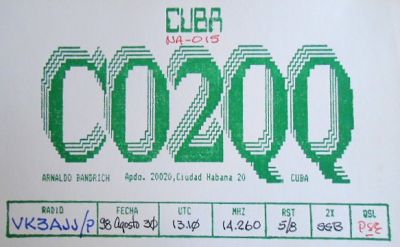 CUBA
NA-015
CO2QQ
ARNALDO BANDRICH Apdo. 20020, Ciudad Habana 20 CUBA
RADIO FECHA UTC MHZ RST 2X QSL
VK3AJJ/P 98 Agosto 30 13.10 14.260 5/8 SSB PSE